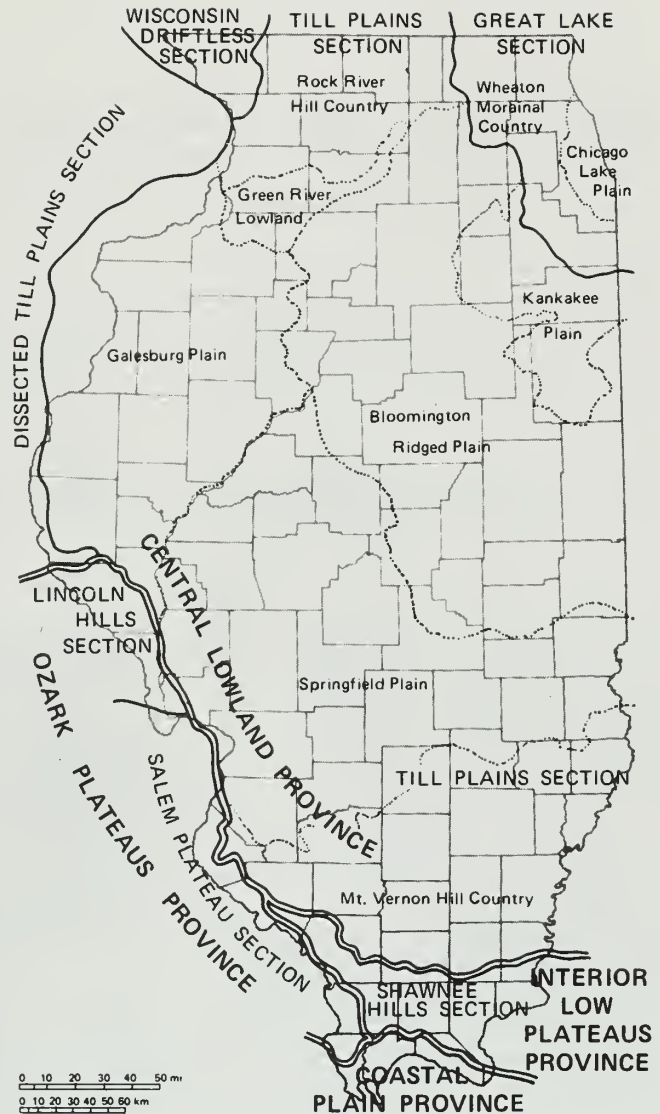 WISCONSIN
DRIFTLESS
SECTION
TILL PLAINS
SECTION
GREAT LAKE
SECTION
Rock River
Hill Country
Wheaton
Morainal
Country
Chicago
Lake
Plain
DISSECTED TILL PLAINS SECTION
Green River
Lowland
Kankakee
Plain
Galesburg Plain
Bloomington
Ridged Plain
CENTRAL LOWLAND PROVINCE
LINCOLN
HILLS
SECTION
OZARK PLATEAUS PROVINCE
Springfield Plain
SALEM PLATEAU SECTION
TILL PLAINS SECTION
Mt. Vernon Hill Country
SHAWNEE
HILLS SECTION
INTERIOR
LOW
PLATEAUS
PROVINCE
COASTAL
PLAIN PROVINCE
0 10 20 30 40 50 mi
0 10 20 30 40 50 60 km